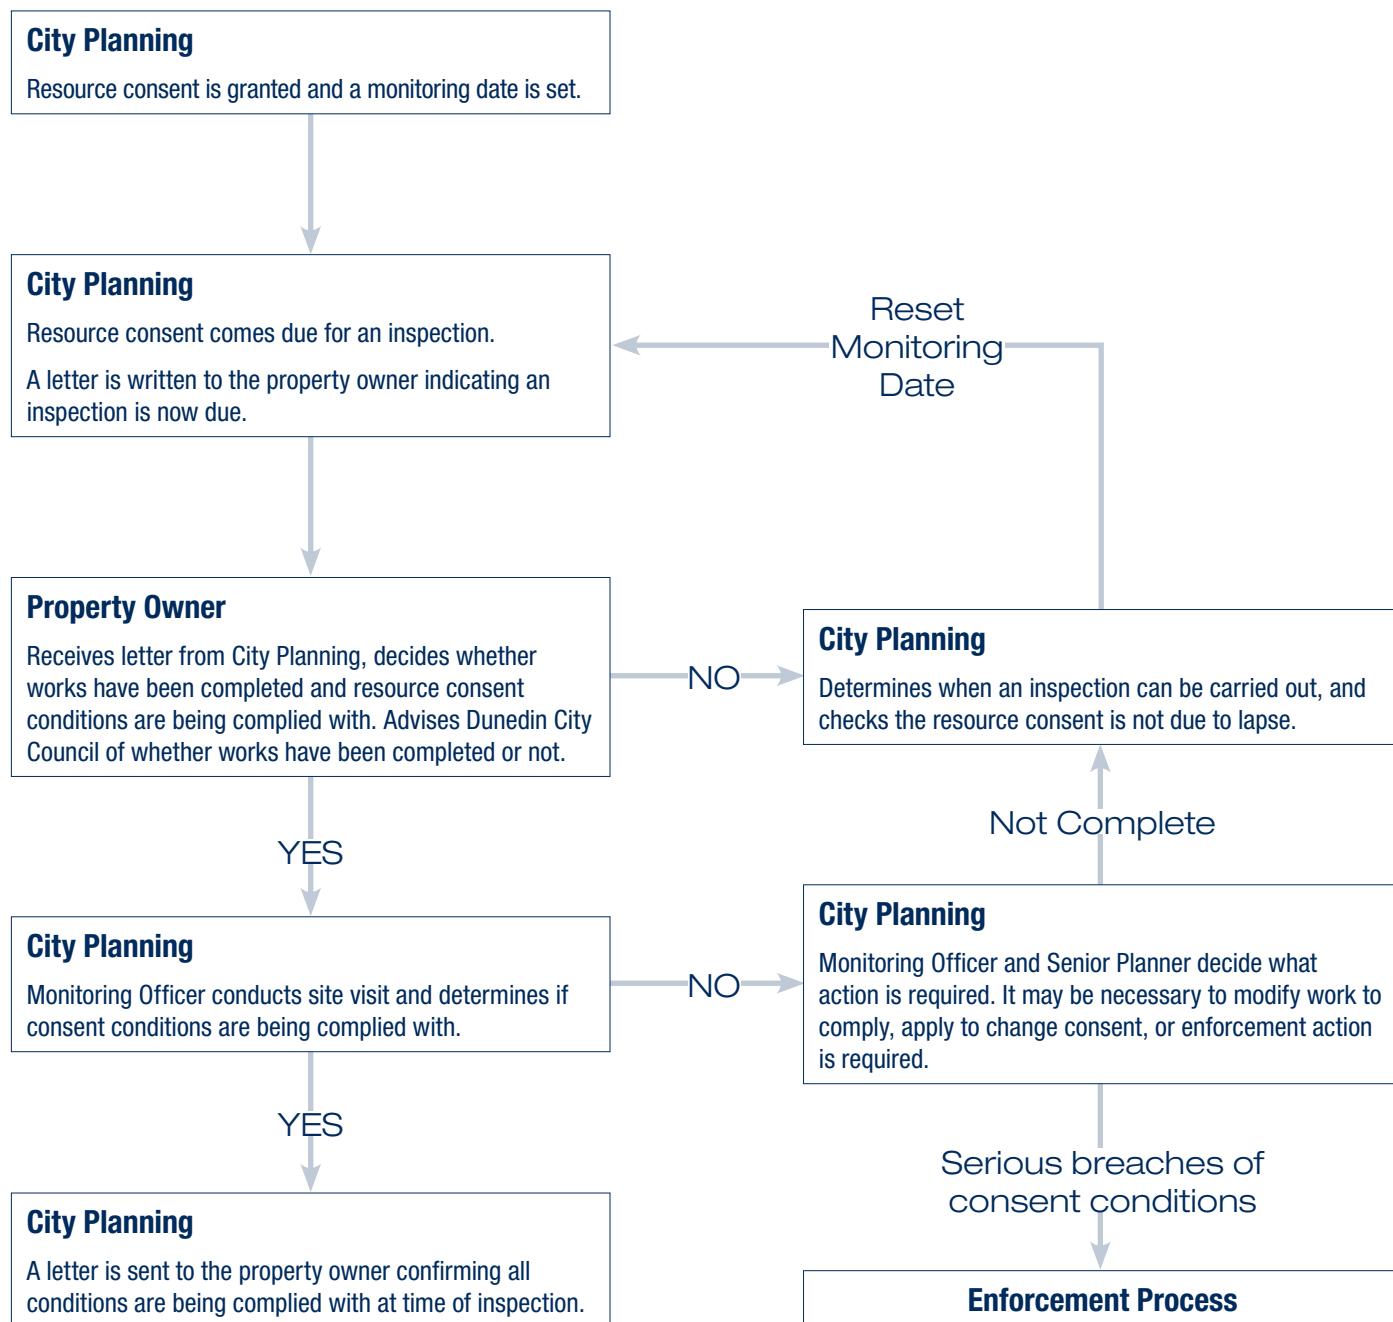 City Planning
Resource consent is granted and a monitoring date is set.
City Planning
Resource consent comes due for an inspection.
A letter is written to the property owner indicating an
inspection is now due.
Reset
Monitoring
Date
Property Owner
Receives letter from City Planning, decides whether
works have been completed and resource consent
conditions are being complied with. Advises Dunedin City
Council of whether works have been completed or not.
NO
City Planning
Determines when an inspection can be carried out, and
checks the resource consent is not due to lapse.
YES
Not Complete
City Planning
Monitoring Officer conducts site visit and determines if
consent conditions are being complied with.
NO
City Planning
Monitoring Officer and Senior Planner decide what
action is required. It may be necessary to modify work to
comply, apply to change consent, or enforcement action
is required.
YES
Serious breaches of
consent conditions
City Planning
A letter is sent to the property owner confirming all
conditions are being complied with at time of inspection.
Enforcement Process